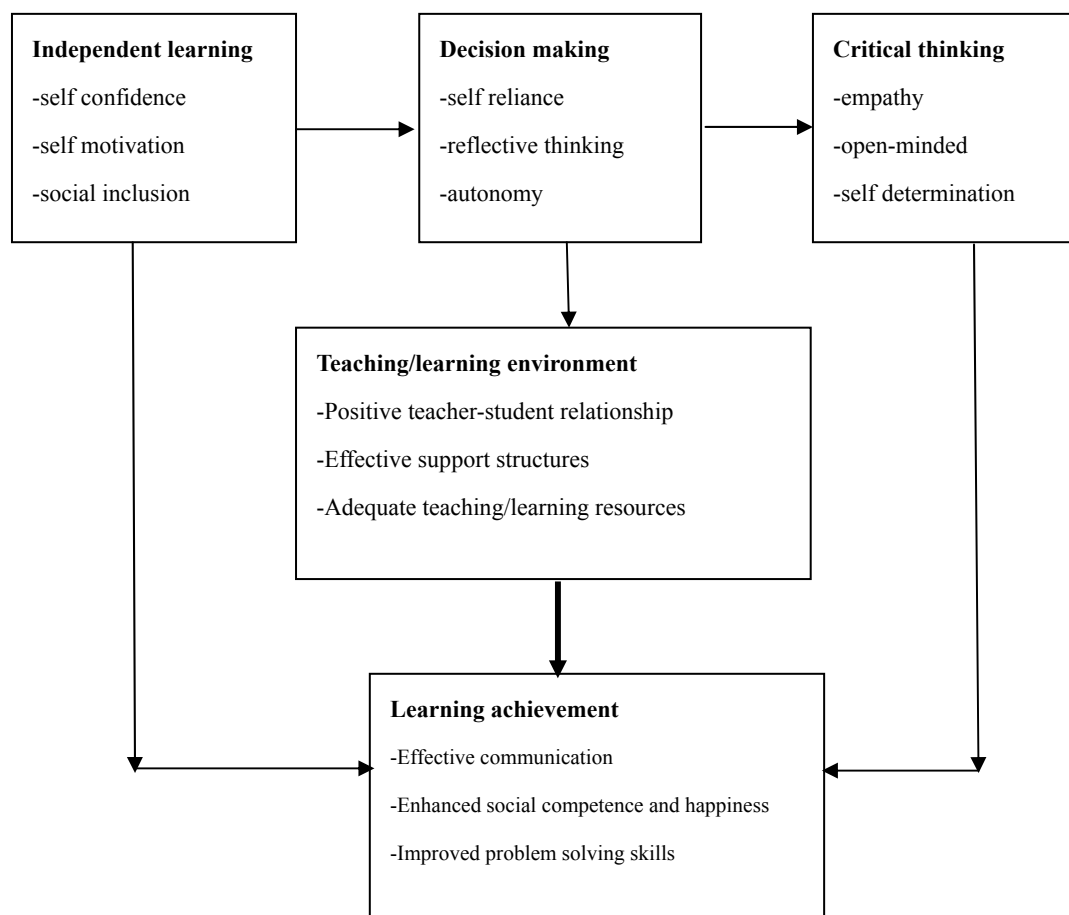 Independent learning
-self confidence
-self motivation
-social inclusion
Decision making
-self reliance
-reflective thinking
-autonomy
Critical thinking
-empathy
-open-minded
-self determination
Teaching/learning environment
-Positive teacher-student relationship
-Effective support structures
-Adequate teaching/learning resources
Learning achievement
-Effective communication
-Enhanced social competence and happiness
-Improved problem solving skills